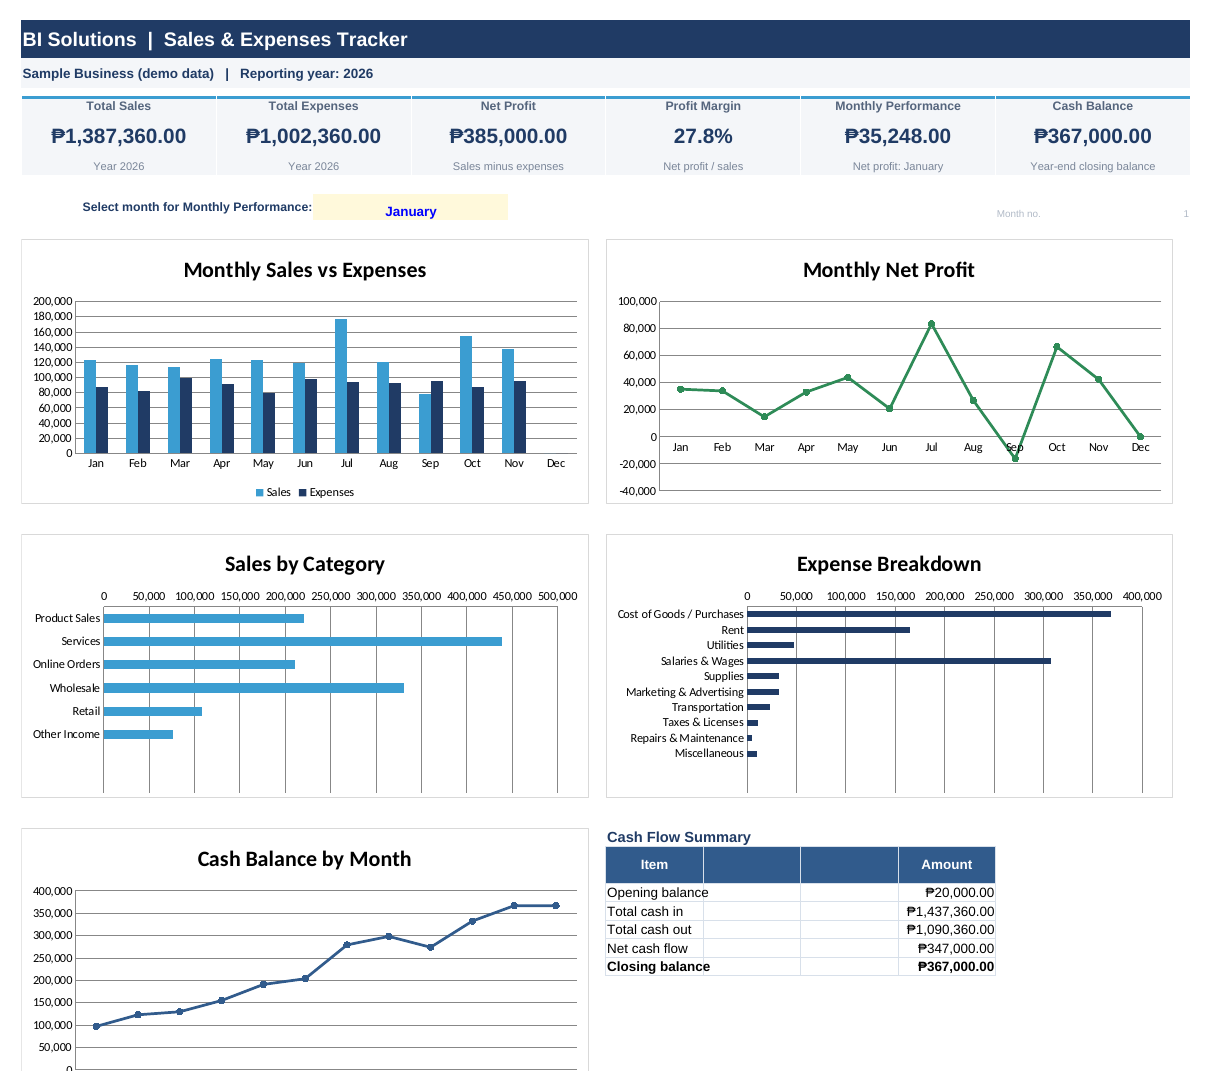 BI Solutions | Sales & Expenses Tracker
Sample Business (demo data) | Reporting year: 2026
Total Sales Total Expenses Net Profit Profit Margin Monthly Performance Cash Balance
₱1,387,360.00 ₱1,002,360.00 ₱385,000.00 27.8% ₱35,248.00 ₱367,000.00
Year 2026 Year 2026 Sales minus expenses Net profit / sales Net profit: January Year-end closing balance
Select month for Monthly Performance: January
Month no. 1
Monthly Sales vs Expenses
200,000
180,000
160,000
140,000
120,000
100,000
80,000
60,000
40,000
20,000
0
Jan Feb Mar Apr May Jun Jul Aug Sep Oct Nov Dec
Sales Expenses
Monthly Net Profit
100,000
80,000
60,000
40,000
20,000
0
Jan Feb Mar Apr May Jun Jul Aug Sep Oct Nov Dec
-20,000
-40,000
Sales by Category
0 50,000 100,000 150,000 200,000 250,000 300,000 350,000 400,000 450,000 500,000
Product Sales
Services
Online Orders
Wholesale
Retail
Other Income
Expense Breakdown
0 50,000 100,000 150,000 200,000 250,000 300,000 350,000 400,000
Cost of Goods / Purchases
Rent
Utilities
Salaries & Wages
Supplies
Marketing & Advertising
Transportation
Taxes & Licenses
Repairs & Maintenance
Miscellaneous
Cash Balance by Month
400,000
350,000
300,000
250,000
200,000
150,000
100,000
50,000
0
Cash Flow Summary
Item Amount
Opening balance ₱20,000.00
Total cash in ₱1,437,360.00
Total cash out ₱1,090,360.00
Net cash flow ₱347,000.00
Closing balance ₱367,000.00